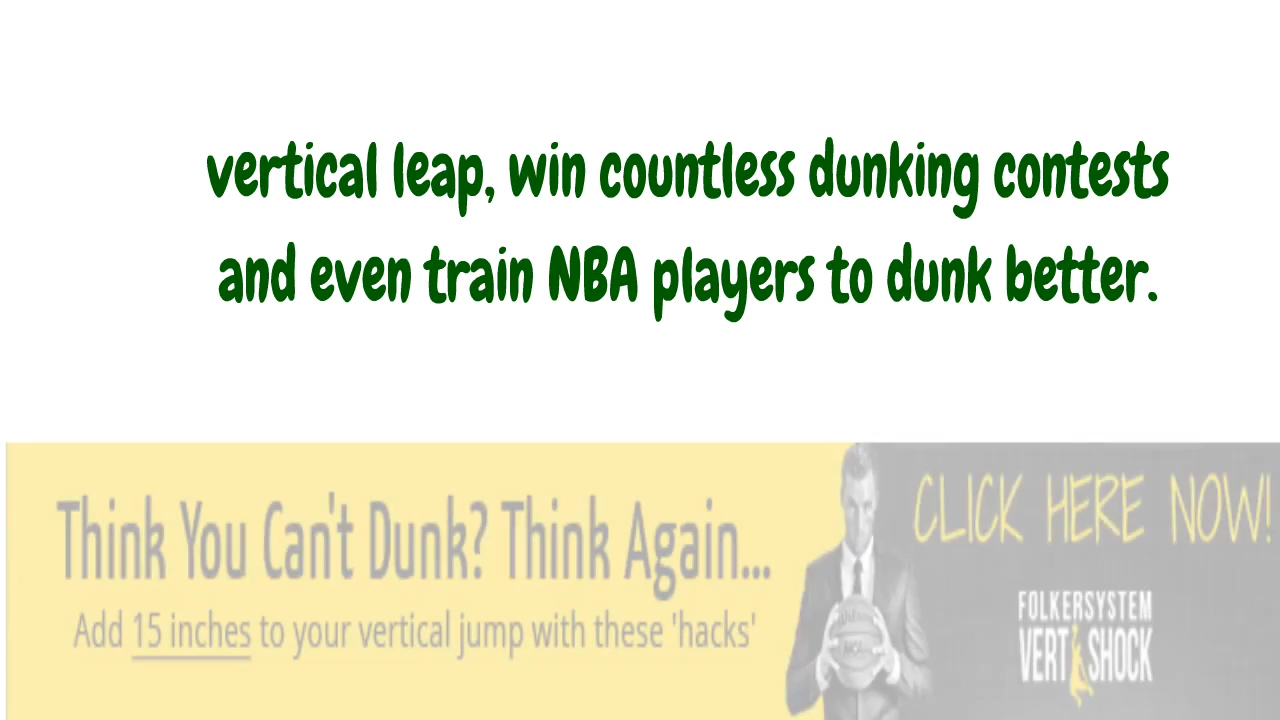 vertical leap, win countless dunking contests
and even train NBA players to dunk better.
Think You Can't Dunk? Think Again...
Add 15 inches to your vertical jump with these 'hacks'
CLICK HERE NOW!
FOLKERSYSTEM
VERT SHOCK